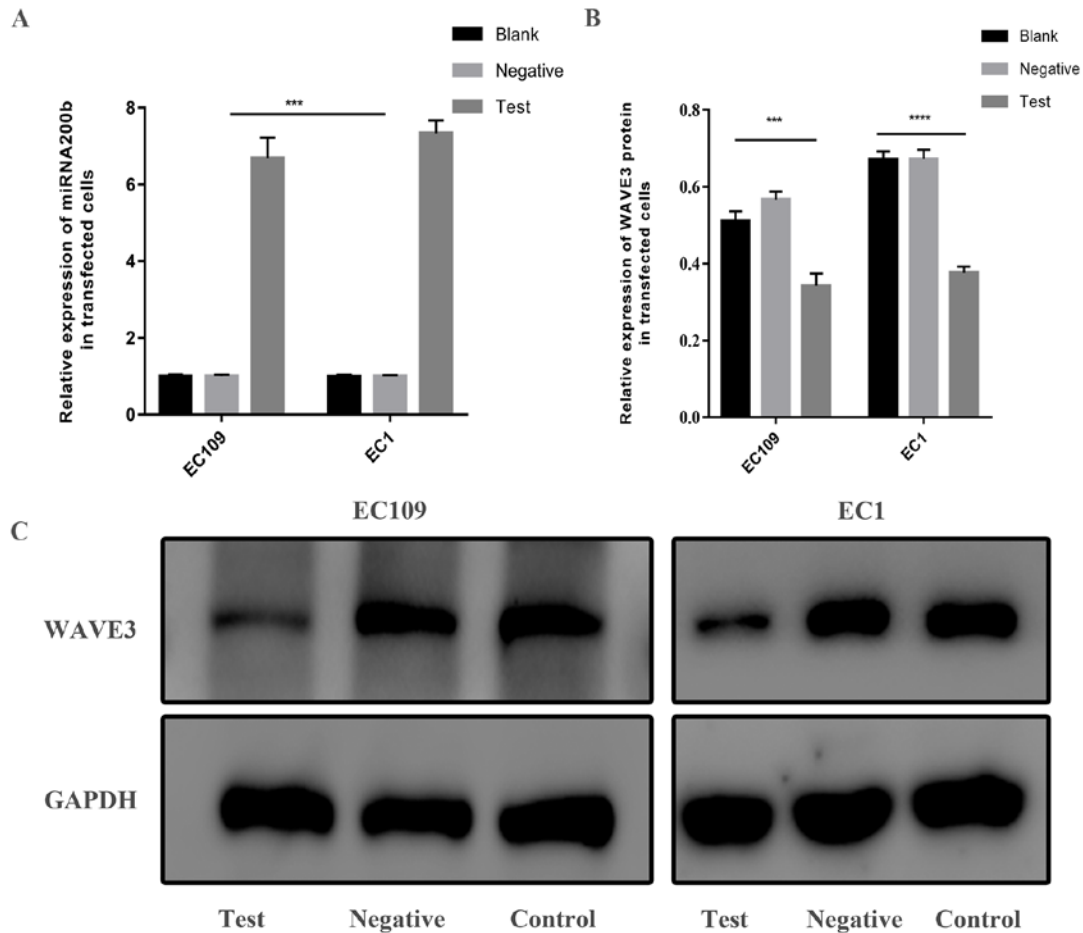 A
Blank
Negative
Test
***
Relative expression of miRNA200b
in transfected cells
8
6
4
2
0
EC109
EC1
B
Blank
Negative
Test
***
****
Relative expression of WAVE3 protein
in transfected cells
0.8
0.6
0.4
0.2
0.0
EC109
EC1
C
EC109
EC1
WAVE3
GAPDH
Test Negative Control Test Negative Control